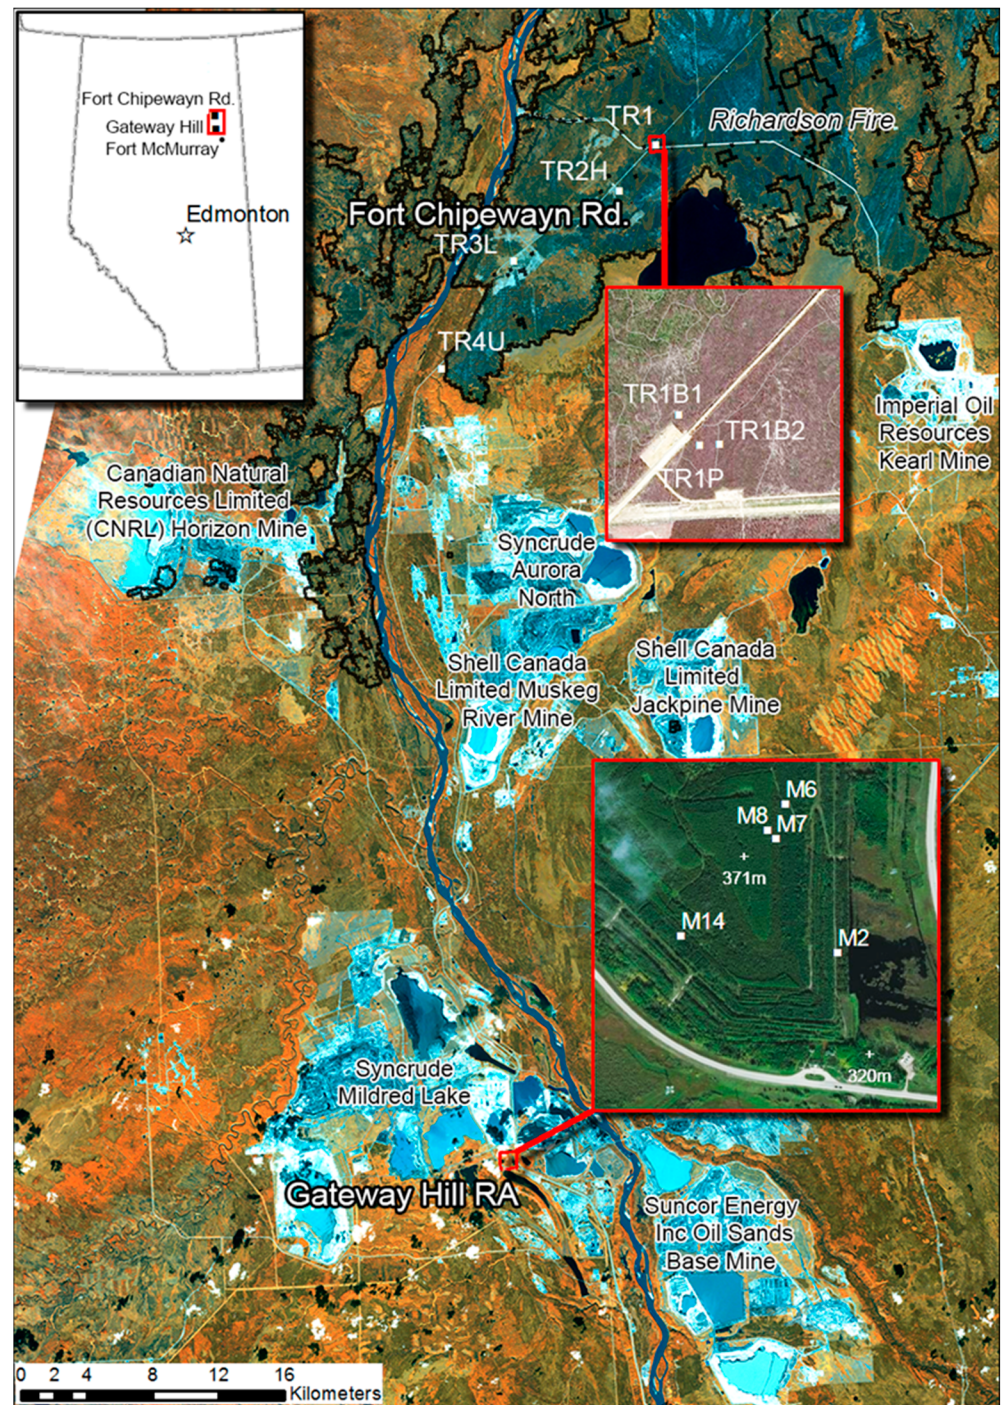 Fort Chipewayn Rd.
Gateway Hill
Fort McMurray
Edmonton
TR1
Richardson Fire
TR2H
Fort Chipewayn Rd.
TR3L
TR4U
TR1B1
TR1B2
TR1P
Imperial Oil
Resources
Kearl Mine
Canadian Natural
Resources Limited
(CNRL) Horizon Mine
Syncrude
Aurora
North
Shell Canada
Limited Muskeg
River Mine
Shell Canada
Limited
Jackpine Mine
M6
M8
M7
371m
M14
M2
320m
Syncrude
Mildred Lake
Gateway Hill RA
Suncor Energy
Inc Oil Sands
Base Mine
0 2 4 8 12 16
Kilometers